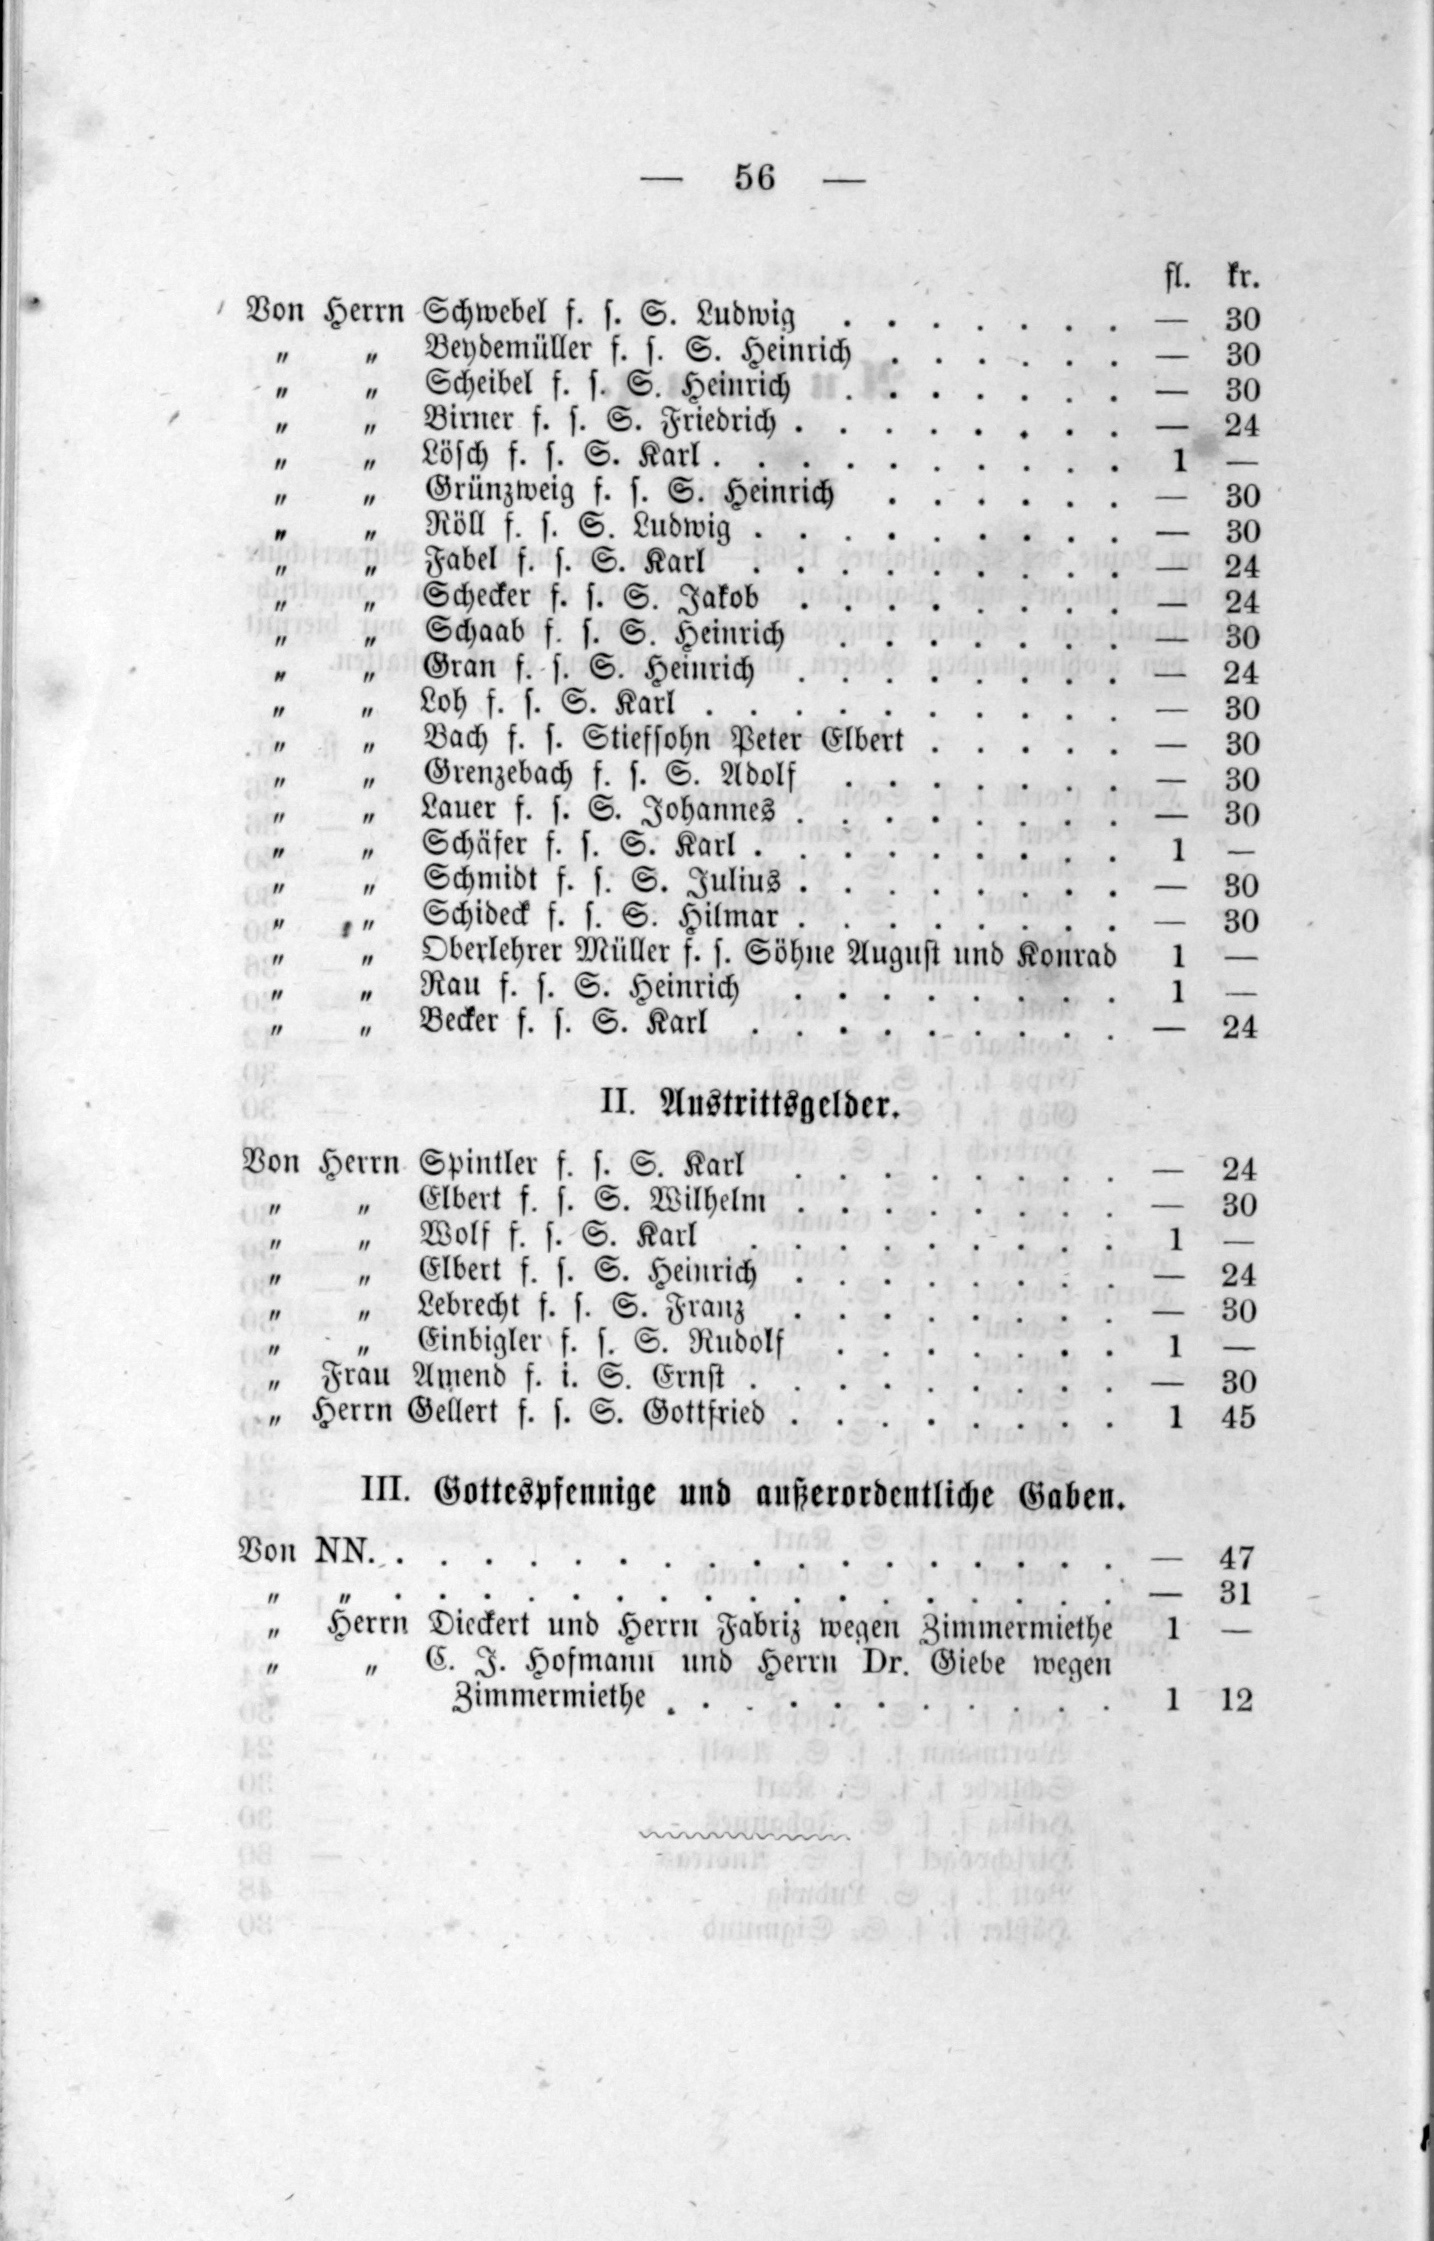 — 56 —
fl. kr.
Von Herrn Schwebel f. s. S. Ludwig . . . . . . . — 30
„ „ Beydemüller f. s. S. Heinrich . . . . . . — 30
„ „ Scheibel f. s. S. Heinrich . . . . . . . — 30
„ „ Birner f. s. S. Friedrich . . . . . . . . — 24
„ „ Lösch f. s. S. Karl . . . . . . . . . . 1 —
„ „ Grünzweig f. s. S. Heinrich . . . . . . — 30
„ „ Röll f. s. S. Ludwig . . . . . . . . . — 30
„ „ Fabel f. s. S. Karl . . . . . . . . . — 24
„ „ Schecker f. s. S. Jakob . . . . . . . . — 24
„ „ Schaab f. s. S. Heinrich . . . . . . . — 30
„ „ Gran f. s. S. Heinrich . . . . . . . . — 24
„ „ Loh f. s. S. Karl . . . . . . . . . . — 30
„ „ Bach f. s. Stiefsohn Peter Elbert . . . . . — 30
„ „ Grenzebach f. s. S. Adolf . . . . . . . — 30
„ „ Lauer f. s. S. Johannes . . . . . . . . — 30
„ „ Schäfer f. s. S. Karl . . . . . . . . . 1 —
„ „ Schmidt f. s. S. Julius . . . . . . . . — 30
„ „ Schideck f. s. S. Hilmar . . . . . . . . — 30
„ „ Oberlehrer Müller f. s. Söhne August und Konrad 1 —
„ „ Rau f. s. S. Heinrich . . . . . . . . 1 —
„ „ Becker f. s. S. Karl . . . . . . . . . — 24
II. Austrittsgelder.
Von Herrn Spintler f. s. S. Karl . . . . . . . . — 24
„ „ Elbert f. s. S. Wilhelm . . . . . . . . — 30
„ „ Wolf f. s. S. Karl . . . . . . . . . 1 —
„ „ Elbert f. s. S. Heinrich . . . . . . . . — 24
„ „ Lebrecht f. s. S. Franz . . . . . . . . — 30
„ „ Einbigler f. s. S. Rudolf . . . . . . . 1 —
„ Frau Amend f. i. S. Ernst . . . . . . . . . — 30
„ Herrn Gellert f. s. S. Gottfried . . . . . . . . 1 45
III. Gottespfennige und außerordentliche Gaben.
Von NN. . . . . . . . . . . . . . . . . . — 47
„ „ . . . . . . . . . . . . . . . . . — 31
„ Herrn Dieckert und Herrn Fabriz wegen Zimmermiethe 1 —
„ „ C. J. Hofmann und Herrn Dr. Giebe wegen
Zimmermiethe . . . . . . . . . . . 1 12